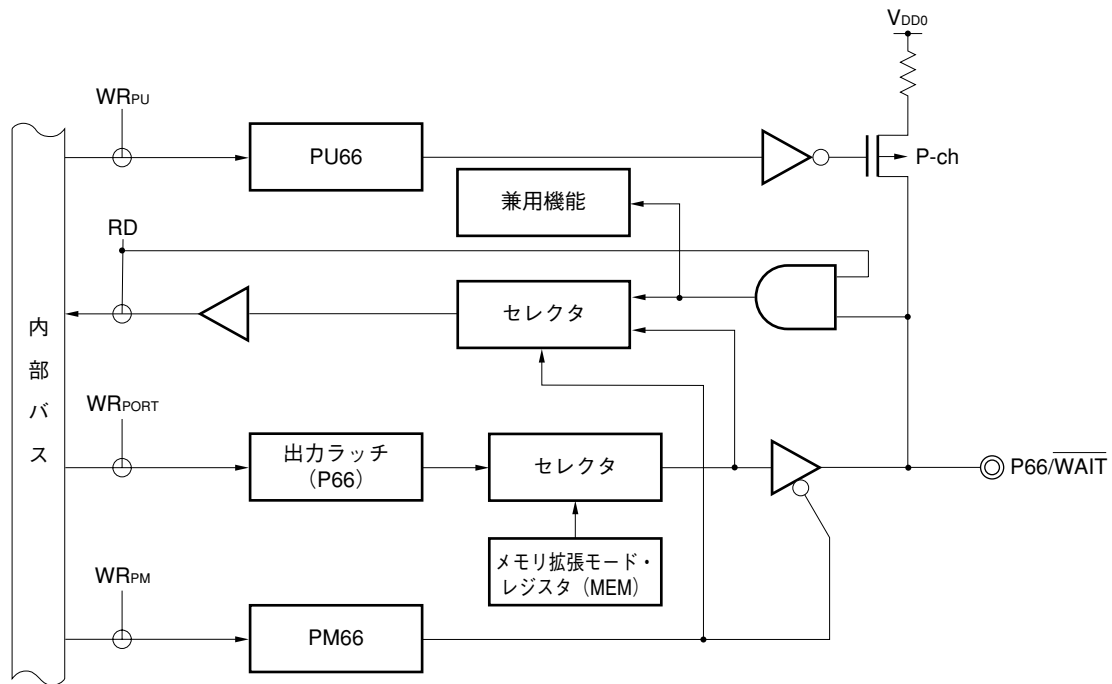 VDD0
WRPU
PU66
P-ch
兼用機能
RD
セレクタ
内部バス
WRPORT
出力ラッチ
(P66)
セレクタ
P66/WAIT
メモリ拡張モード・
レジスタ(MEM)
WRPM
PM66